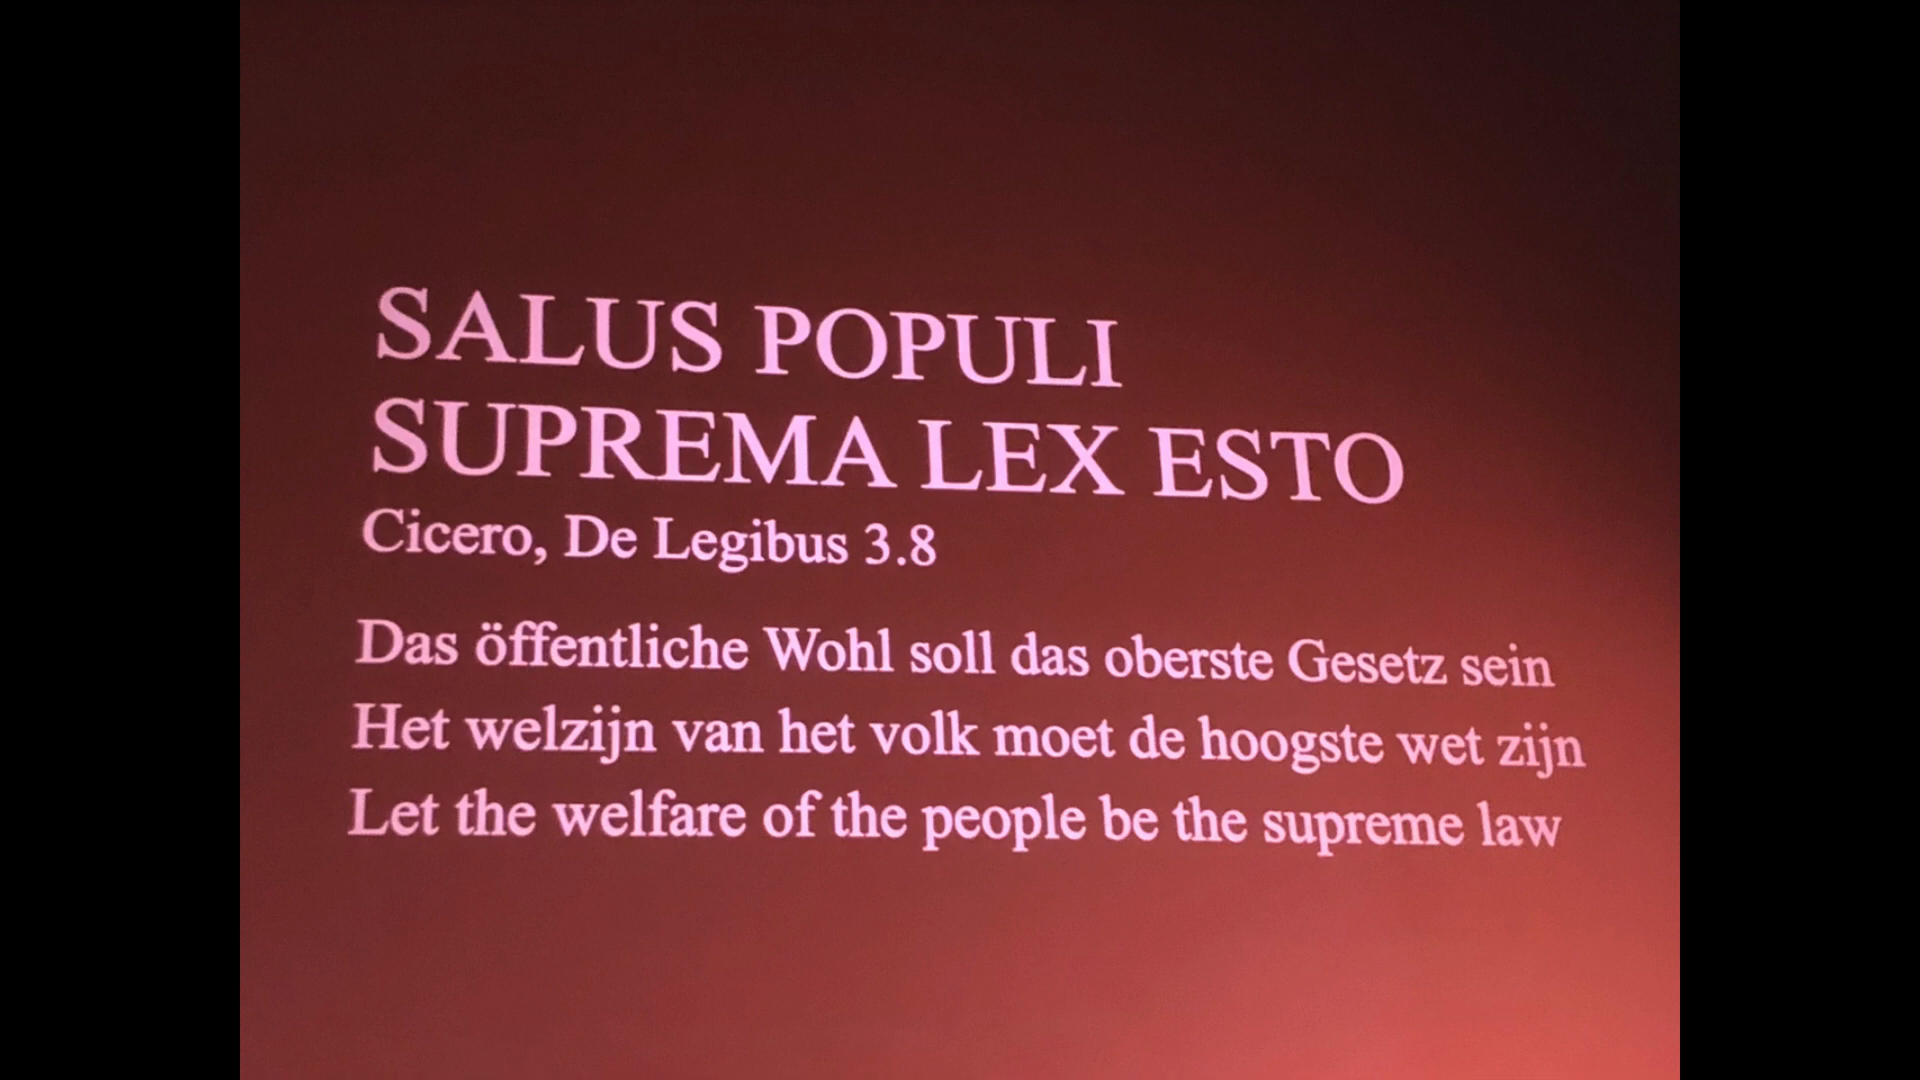 SALUS POPULI
SUPREMA LEX ESTO
Cicero, De Legibus 3.8
Das öffentliche Wohl soll das oberste Gesetz sein
Het welzijn van het volk moet de hoogste wet zijn
Let the welfare of the people be the supreme law